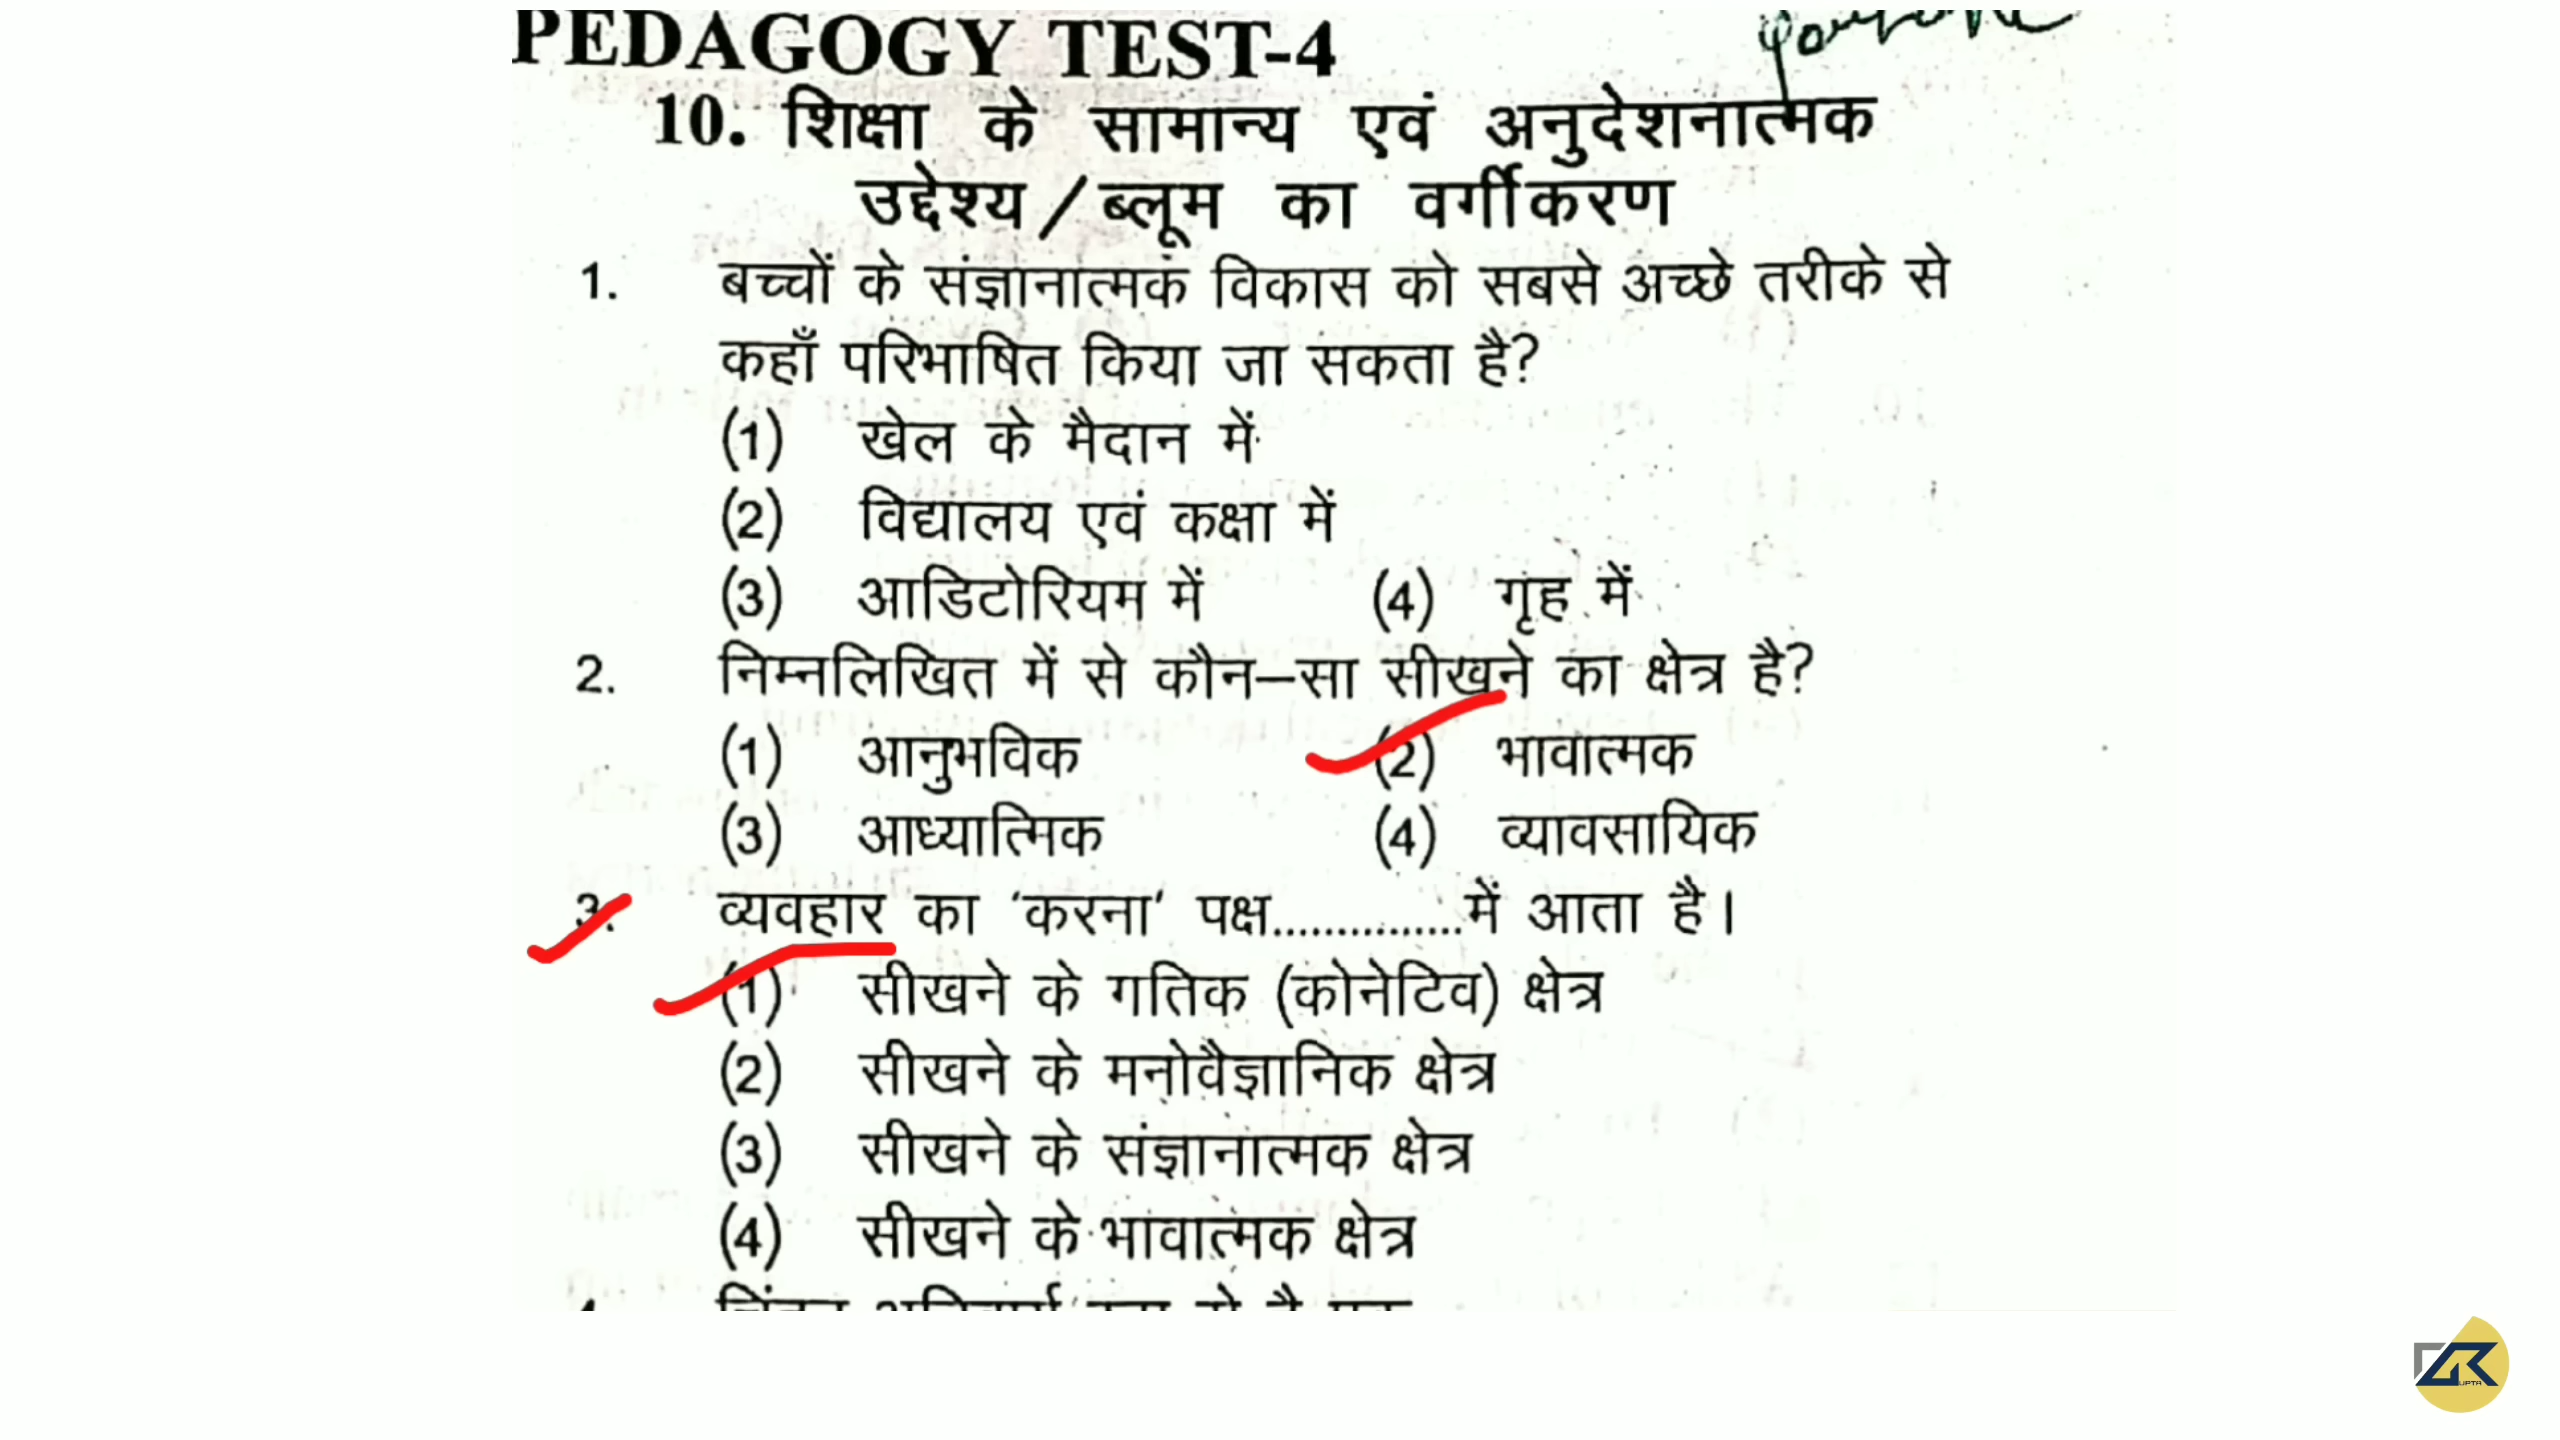 PEDAGOGY TEST-4
10. शिक्षा के सामान्य एवं अनुदेशनात्मक
उद्देश्य/ब्लूम का वर्गीकरण
1. बच्चों के संज्ञानात्मक विकास को सबसे अच्छे तरीके से
कहाँ परिभाषित किया जा सकता है?
(1) खेल के मैदान में
(2) विद्यालय एवं कक्षा में
(3) आडिटोरियम में (4) गृह में
2. निम्नलिखित में से कौन–सा सीखने का क्षेत्र है?
(1) आनुभविक (2) भावात्मक
(3) आध्यात्मिक (4) व्यावसायिक
3. व्यवहार का 'करना' पक्ष...............में आता है।
(1) सीखने के गतिक (कोनेटिव) क्षेत्र
(2) सीखने के मनोवैज्ञानिक क्षेत्र
(3) सीखने के संज्ञानात्मक क्षेत्र
(4) सीखने के भावात्मक क्षेत्र